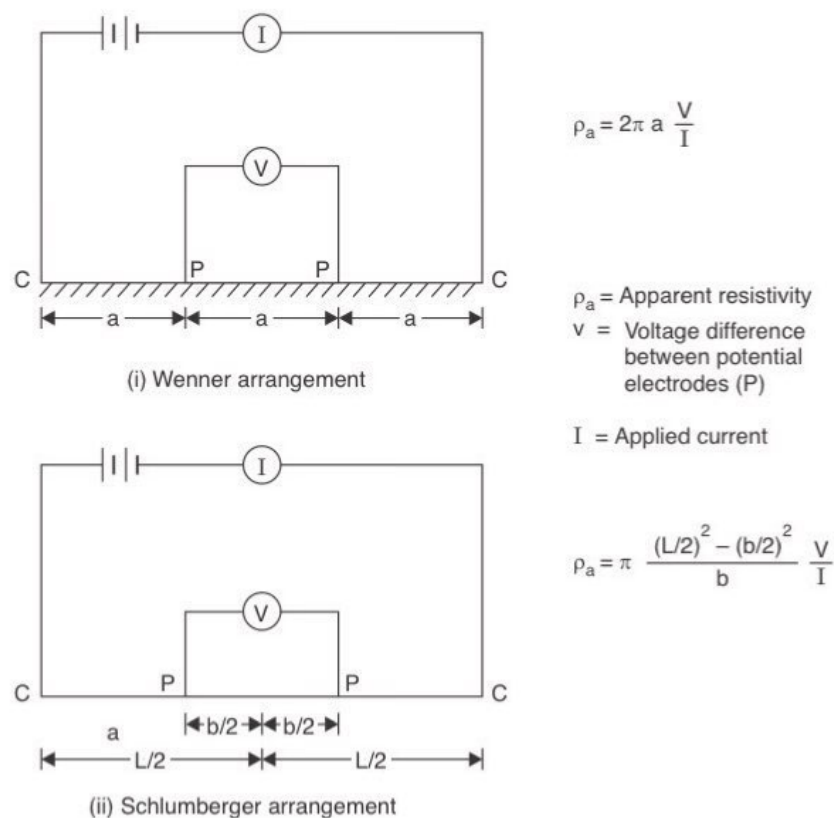 I
V
C
P
P
C
a
a
a
(i) Wenner arrangement
ρₐ = 2π a V/I
ρₐ = Apparent resistivity
v = Voltage difference
between potential
electrodes (P)
I = Applied current
I
V
C
P
P
C
a
b/2
b/2
L/2
L/2
(ii) Schlumberger arrangement
ρₐ = π (L/2)² – (b/2)² / b V/I